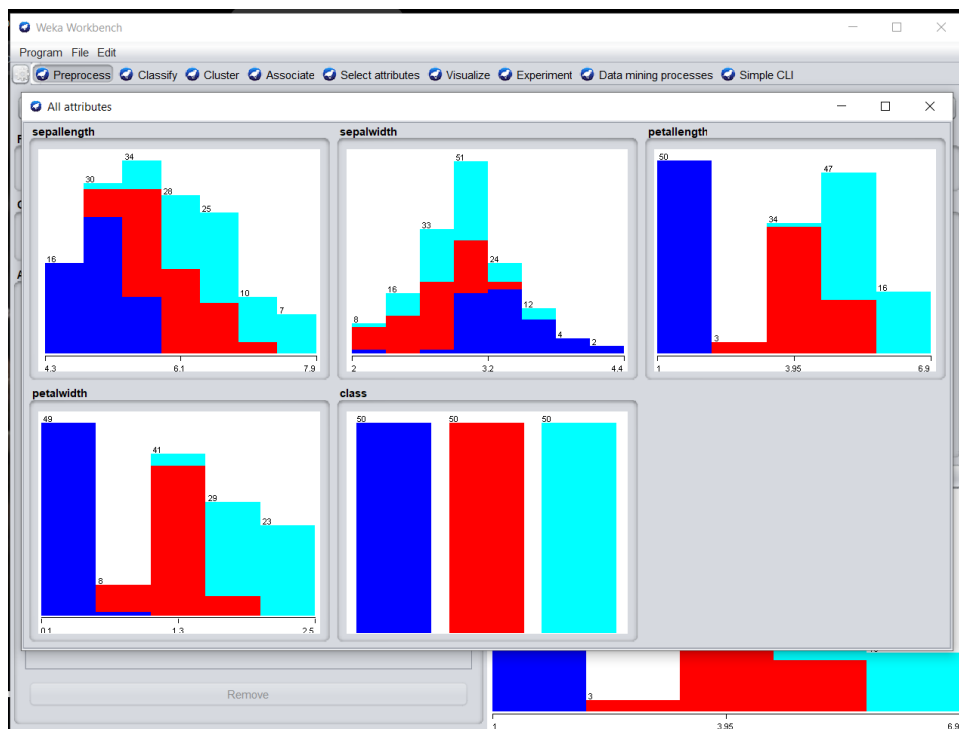 Weka Workbench
Program File Edit
Preprocess Classify Cluster Associate Select attributes Visualize Experiment Data mining processes Simple CLI
All attributes
sepallength
16 30 34 28 25 10 7
4.3 6.1 7.9
sepalwidth
8 16 33 51 24 12 4 2
2 3.2 4.4
petallength
50 3 34 47 16
1 3.95 6.9
petalwidth
49 8 41 29 23
0.1 1.3 2.5
class
50 50 50
Remove
3
1 3.95 6.9